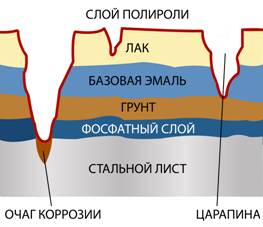 СЛОЙ ПОЛИРОЛИ
ЛАК
БАЗОВАЯ ЭМАЛЬ
ГРУНТ
ФОСФАТНЫЙ СЛОЙ
СТАЛЬНОЙ ЛИСТ
ОЧАГ КОРРОЗИИ
ЦАРАПИНА